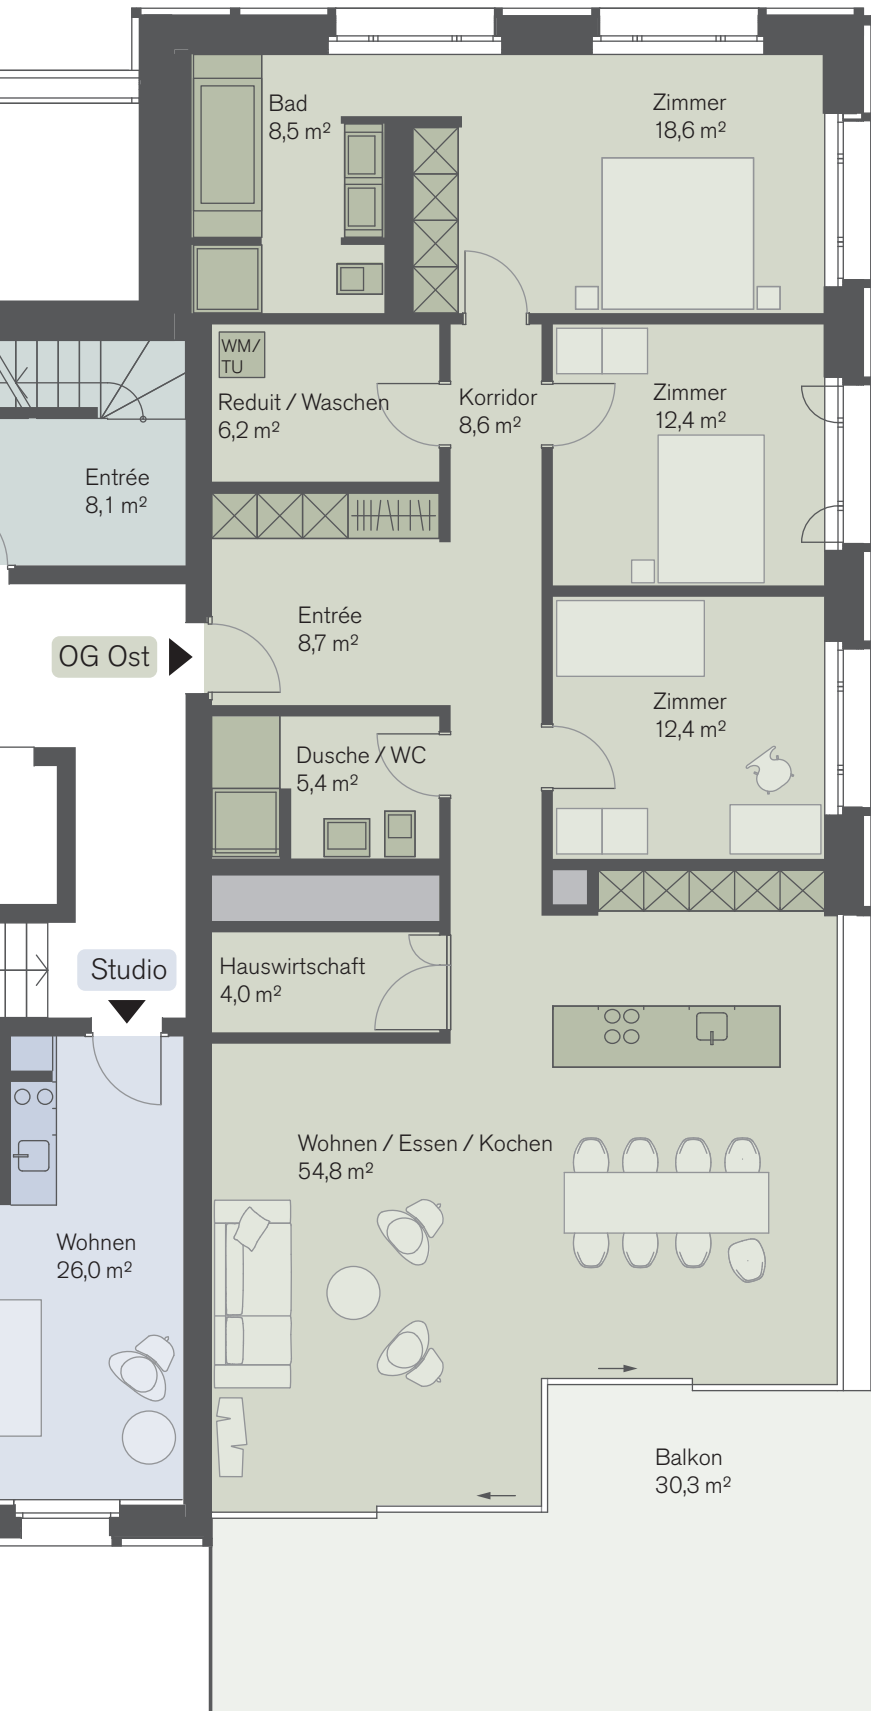 Bad
8,5 m²
Zimmer
18,6 m²
WM/
TU
Reduit / Waschen
6,2 m²
Korridor
8,6 m²
Zimmer
12,4 m²
Entrée
8,1 m²
Entrée
8,7 m²
OG Ost
Zimmer
12,4 m²
Dusche / WC
5,4 m²
Studio
Hauswirtschaft
4,0 m²
Wohnen / Essen / Kochen
54,8 m²
Wohnen
26,0 m²
Balkon
30,3 m²